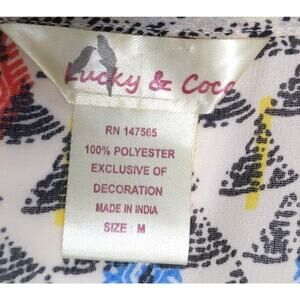 Lucky & Coco
RN 147565
100% POLYESTER
EXCLUSIVE OF
DECORATION
MADE IN INDIA
SIZE : M